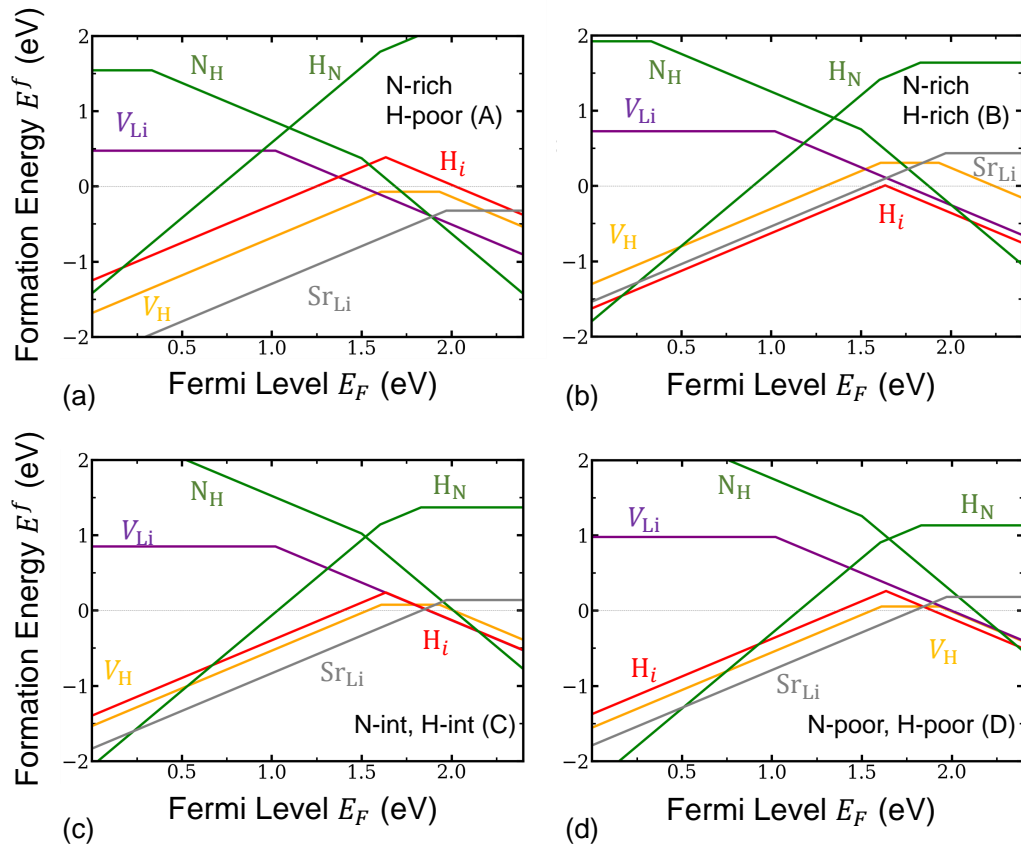 Formation Energy E^f (eV)
2
1
0
−1
−2
N_H
H_N
N-rich
H-poor (A)
V_Li
H_i
V_H
Sr_Li
0.5
1.0
1.5
2.0
(a)
Fermi Level E_F (eV)
2
1
0
−1
−2
N_H
H_N
N-rich
H-rich (B)
V_Li
Sr_Li
V_H
H_i
0.5
1.0
1.5
2.0
(b)
Fermi Level E_F (eV)
Formation Energy E^f (eV)
2
1
0
−1
−2
N_H
H_N
V_Li
V_H
H_i
Sr_Li
N-int, H-int (C)
0.5
1.0
1.5
2.0
(c)
Fermi Level E_F (eV)
2
1
0
−1
−2
N_H
V_Li
H_N
H_i
V_H
Sr_Li
N-poor, H-poor (D)
0.5
1.0
1.5
2.0
(d)
Fermi Level E_F (eV)